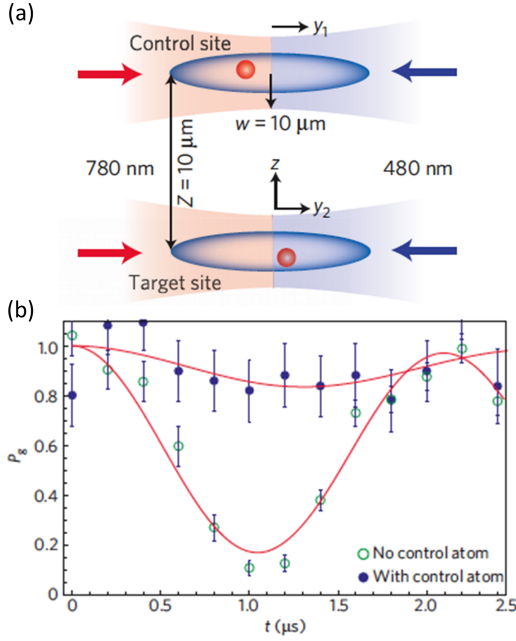 (a)
y₁
Control site
w = 10 μm
780 nm
Z = 10 μm
z
480 nm
y₂
Target site
(b)
1.0
0.8
0.6
0.4
0.2
0
P_g
No control atom
With control atom
0 0.5 1.0 1.5 2.0 2.5
t (μs)